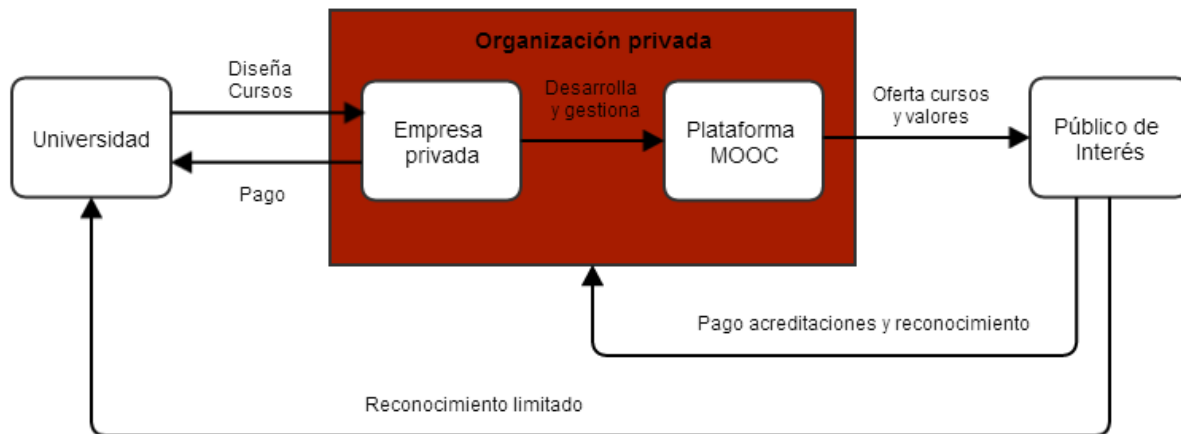 Organización privada
Diseña
Cursos
Universidad
Pago
Empresa
privada
Desarrolla
y gestiona
Plataforma
MOOC
Oferta cursos
y valores
Público de
Interés
Pago acreditaciones y reconocimiento
Reconocimiento limitado